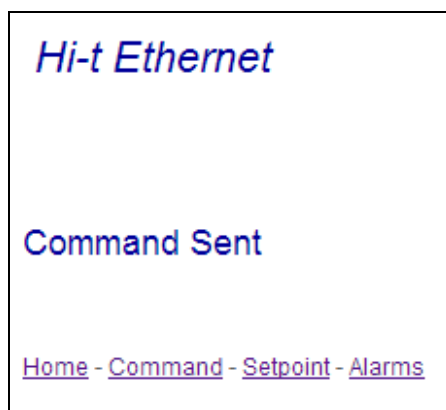 Hi-t Ethernet
Command Sent
Home - Command - Setpoint - Alarms